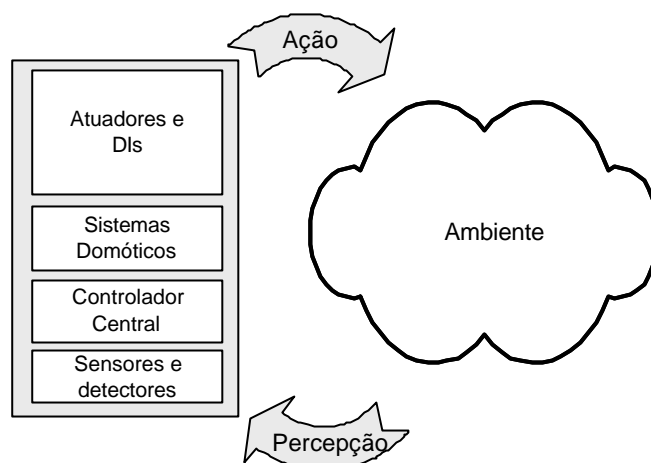 Ação
Atuadores e
DIs
Sistemas
Domóticos
Controlador
Central
Sensores e
detectores
Ambiente
Percepção